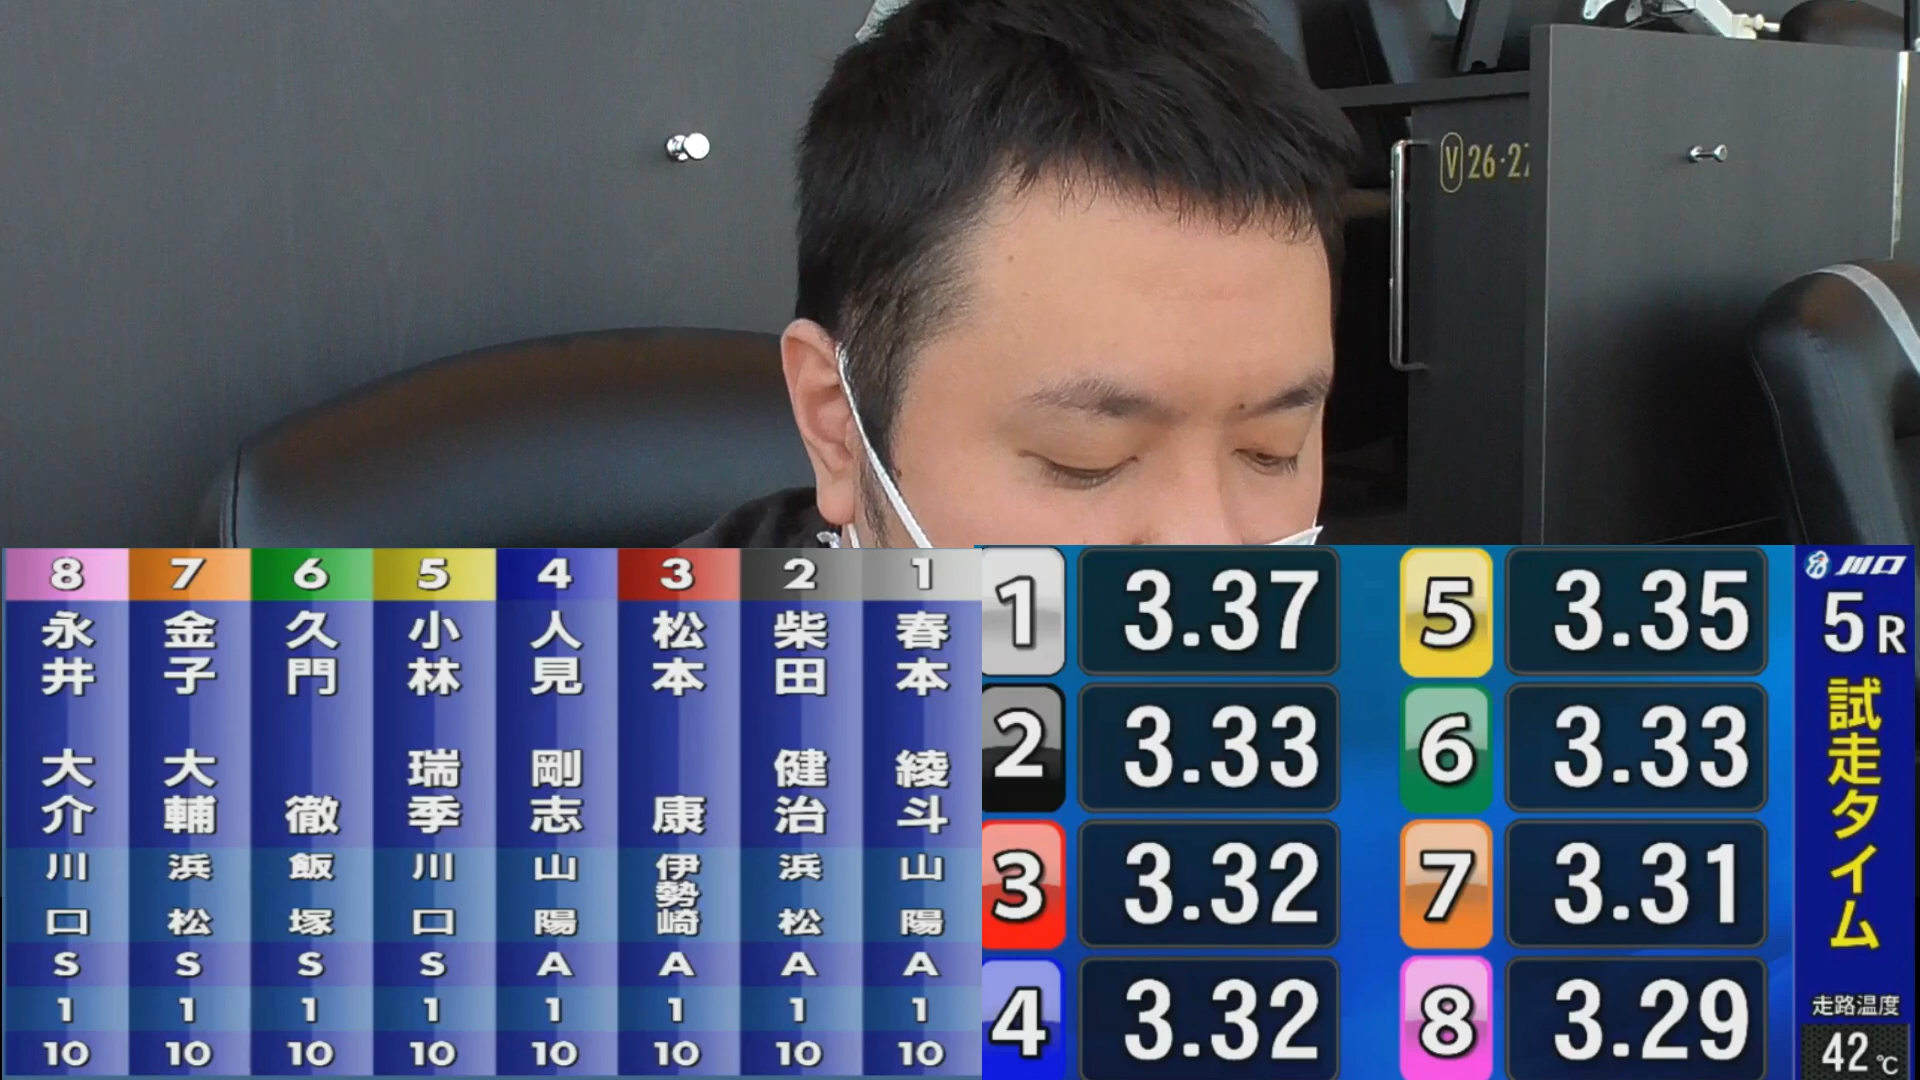 V 26·27
8 7 6 5 4 3 2 1
永井 大介 川口 S 1 10
金子 大輔 浜松 S 1 10
久門 徹 飯塚 S 1 10
小林 瑞季 川口 S 1 10
人見 剛志 山陽 A 1 10
松本 康 伊勢崎 A 1 10
柴田 健治 浜松 A 1 10
春本 綾斗 山陽 A 1 10
1 3.37
2 3.33
3 3.32
4 3.32
5 3.35
6 3.33
7 3.31
8 3.29
川口
5R
試走タイム
走路温度
42℃